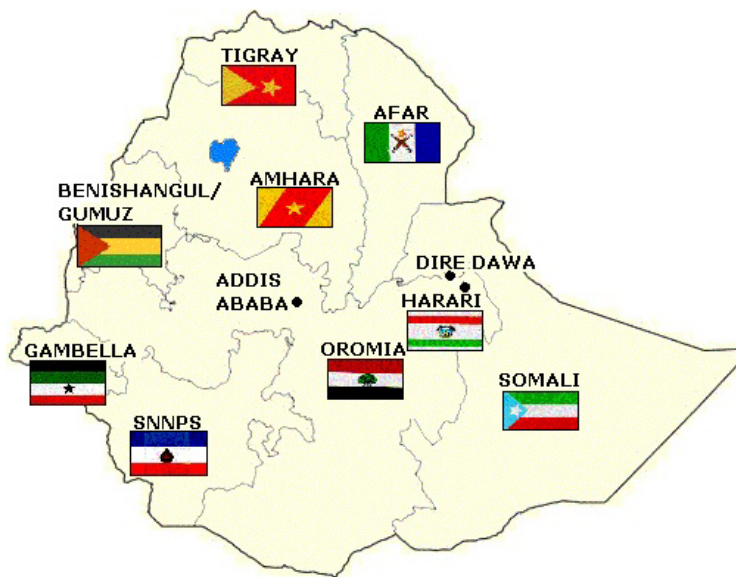 TIGRAY
AFAR
AMHARA
BENISHANGUL/
GUMUZ
DIRE DAWA
ADDIS
ABABA
HARARI
GAMBELLA
OROMIA
SOMALI
SNNPS